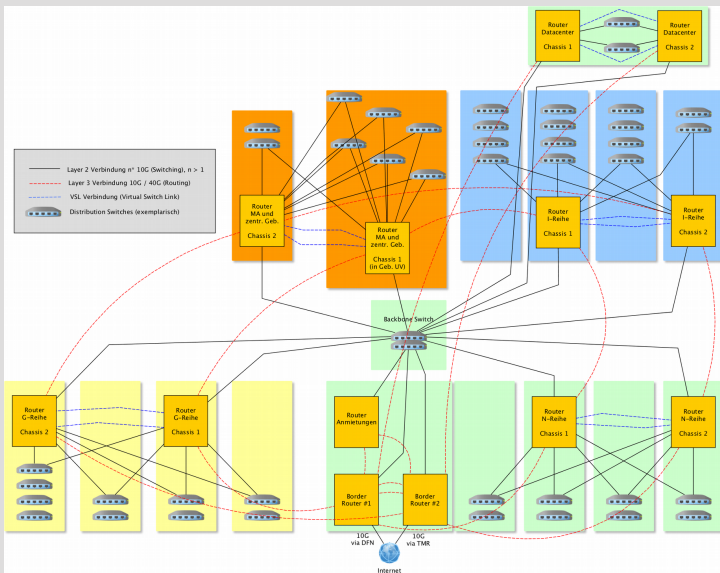 Router
Datacenter
Chassis 1
Router
Datacenter
Chassis 2
Layer 2 Verbindung n* 10G (Switching), n > 1
Layer 3 Verbindung 10G / 40G (Routing)
VSL Verbindung (Virtual Switch Link)
Distribution Switches (exemplarisch)
Router
MA und
zentr. Geb.
Chassis 2
Router
MA und
zentr. Geb.
Chassis 1
(in Geb. UV)
Router
I-Reihe
Chassis 1
Router
I-Reihe
Chassis 2
Backbone Switch
Router
G-Reihe
Chassis 2
Router
G-Reihe
Chassis 1
Router
Anmietungen
Router
N-Reihe
Chassis 1
Router
N-Reihe
Chassis 2
Border
Router #1
Border
Router #2
10G
via DFN
10G
via TMR
Internet